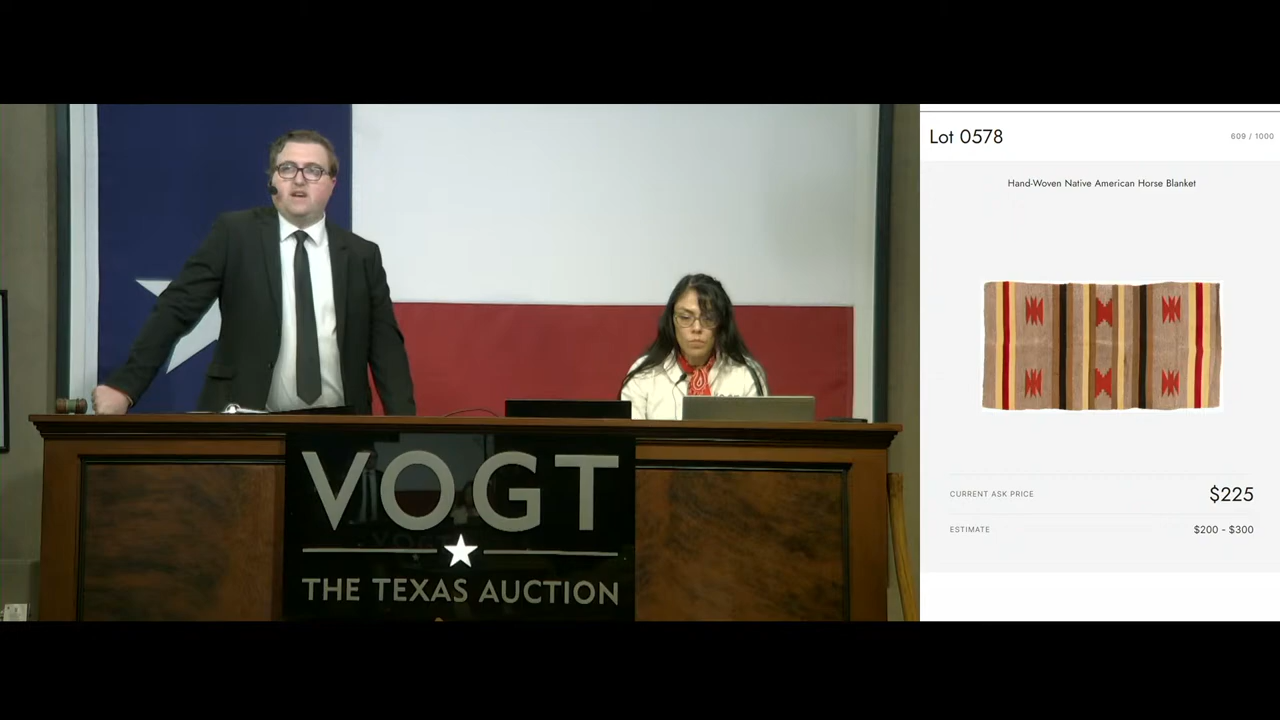 VOGT
THE TEXAS AUCTION
Lot 0578
609 / 1000
Hand-Woven Native American Horse Blanket
CURRENT ASK PRICE
$225
ESTIMATE
$200 - $300